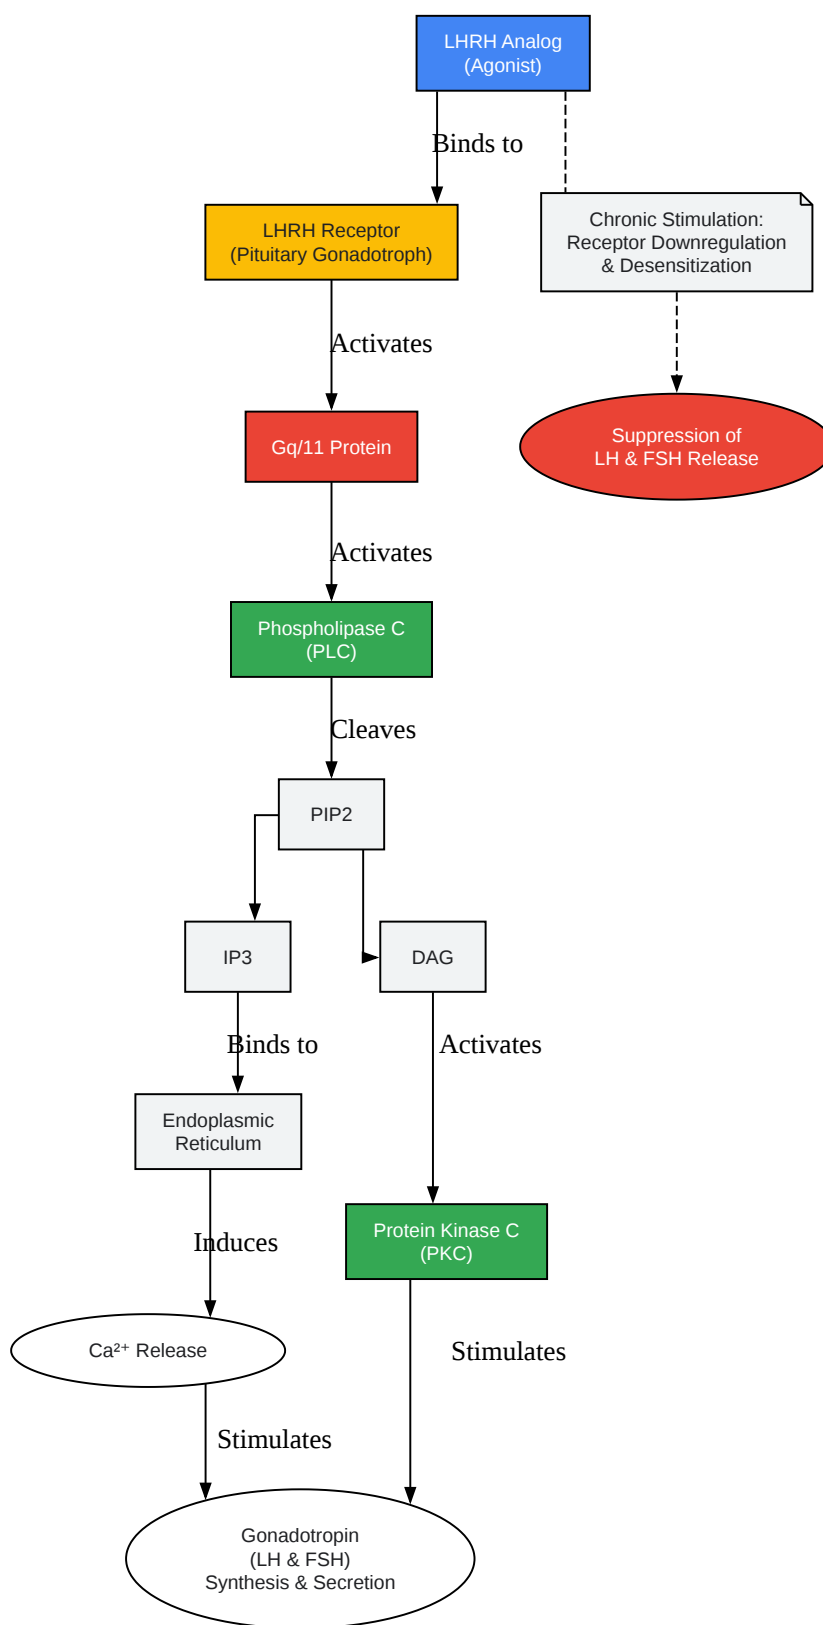 LHRH Analog
(Agonist)
Binds to
LHRH Receptor
(Pituitary Gonadotroph)
Chronic Stimulation:
Receptor Downregulation
& Desensitization
Activates
Gq/11 Protein
Suppression of
LH & FSH Release
Activates
Phospholipase C
(PLC)
Cleaves
PIP2
IP3
DAG
Binds to
Activates
Endoplasmic
Reticulum
Protein Kinase C
(PKC)
Induces
Ca²⁺ Release
Stimulates
Stimulates
Gonadotropin
(LH & FSH)
Synthesis & Secretion